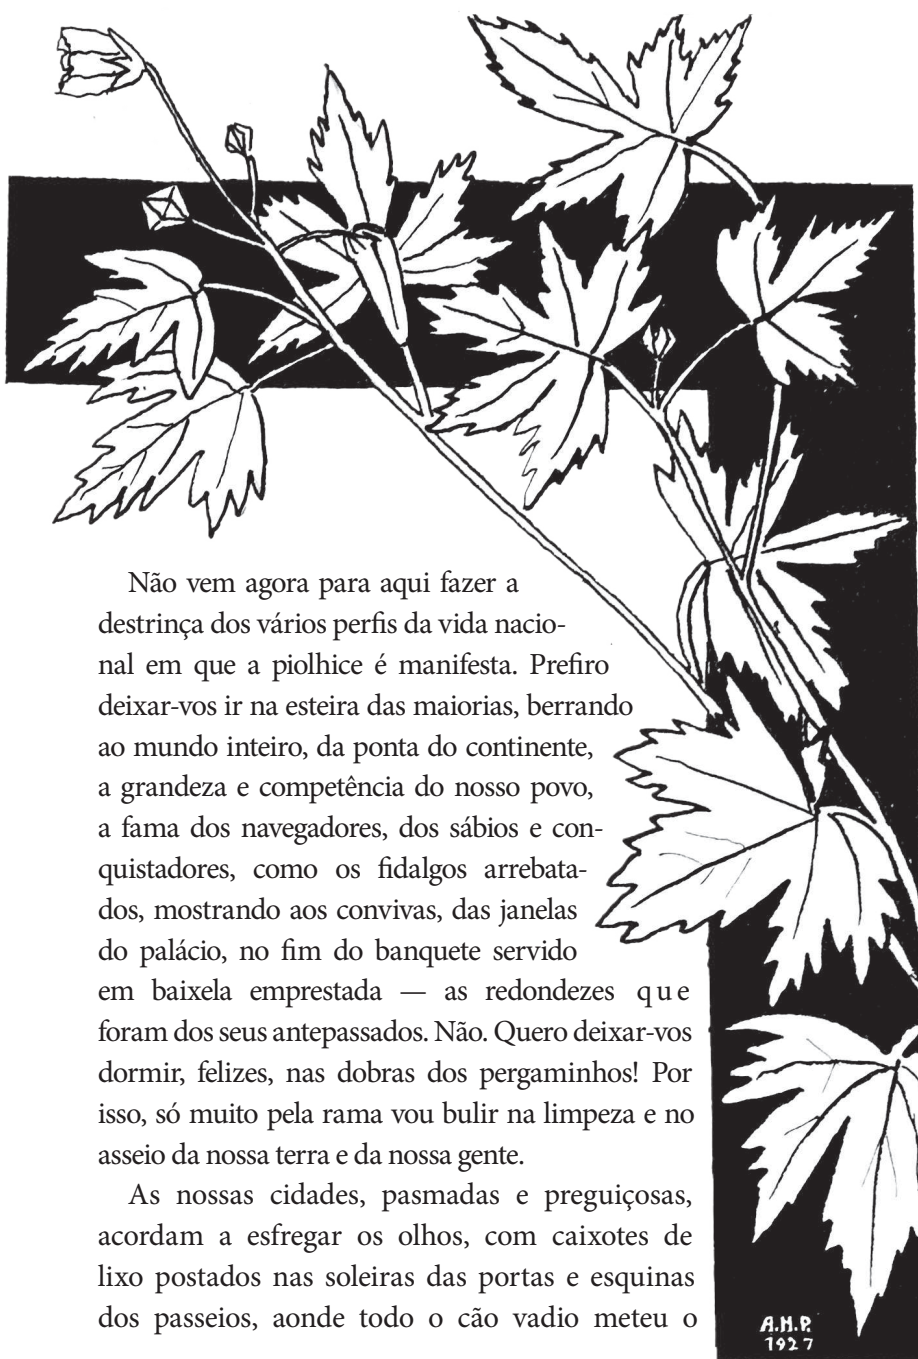 Não vem agora para aqui fazer a
destrinça dos vários perfis da vida nacio-
nal em que a piolhice é manifesta. Prefiro
deixar-vos ir na esteira das maiorias, berrando
ao mundo inteiro, da ponta do continente,
a grandeza e competência do nosso povo,
a fama dos navegadores, dos sábios e con-
quistadores, como os fidalgos arrebata-
dos, mostrando aos convivas, das janelas
do palácio, no fim do banquete servido
em baixela emprestada — as redondezes que
foram dos seus antepassados. Não. Quero deixar-vos
dormir, felizes, nas dobras dos pergaminhos! Por
isso, só muito pela rama vou bulir na limpeza e no
asseio da nossa terra e da nossa gente.
As nossas cidades, pasmadas e preguiçosas,
acordam a esfregar os olhos, com caixotes de
lixo postados nas soleiras das portas e esquinas
dos passeios, aonde todo o cão vadio meteu o
A.H.P.
1927